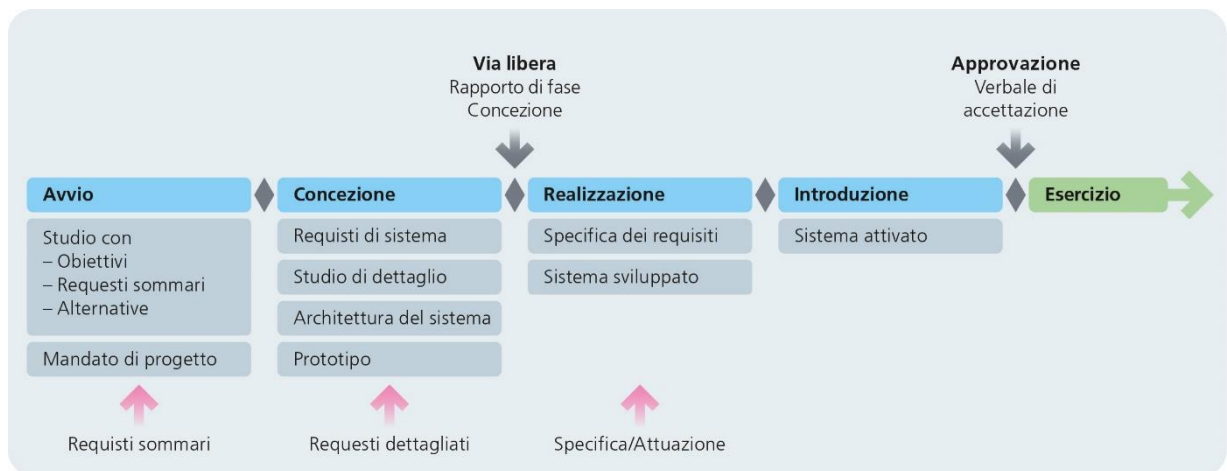 Via libera
Rapporto di fase
Concezione
Approvazione
Verbale di
accettazione
Avvio
Concezione
Realizzazione
Introduzione
Esercizio
Studio con
– Obiettivi
– Requesti sommari
– Alternative
Mandato di progetto
Requisti di sistema
Studio di dettaglio
Architettura del sistema
Prototipo
Specifica dei requisiti
Sistema sviluppato
Sistema attivato
Requisti sommari
Requesti dettagliati
Specifica/Attuazione